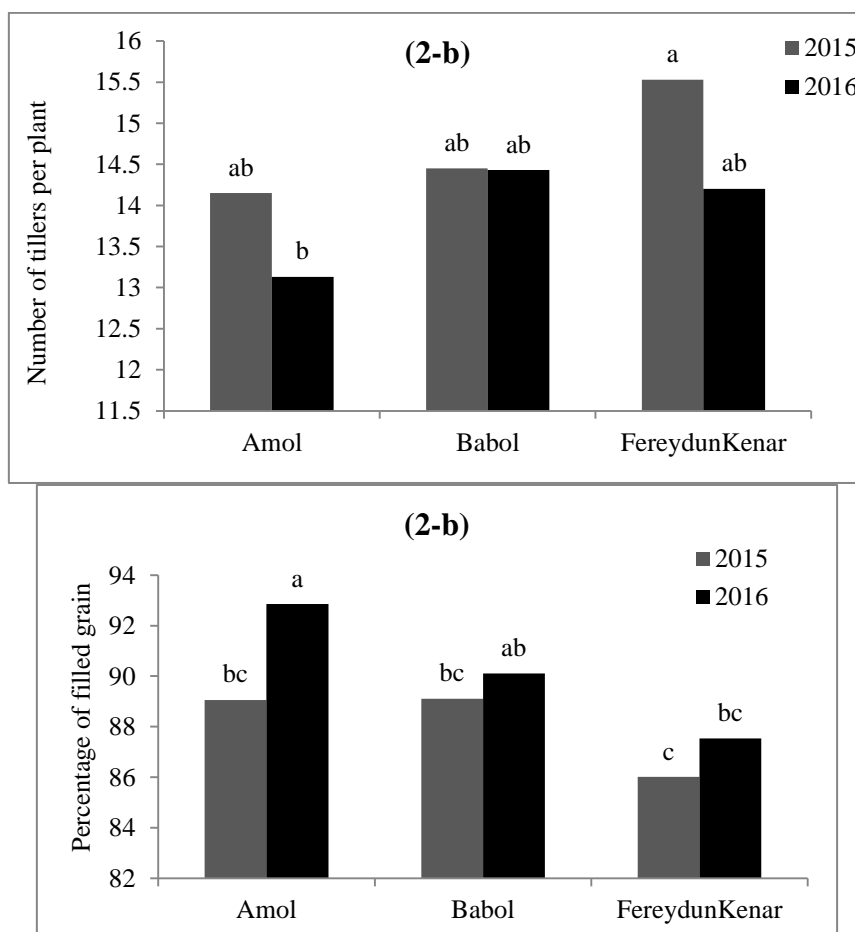 (2-b)
2015
2016
Number of tillers per plant
16
15.5
15
14.5
14
13.5
13
12.5
12
11.5
ab
b
ab
ab
a
ab
Amol
Babol
FereydunKenar
(2-b)
2015
2016
Percentage of filled grain
94
92
90
88
86
84
82
bc
a
bc
ab
c
bc
Amol
Babol
FereydunKenar